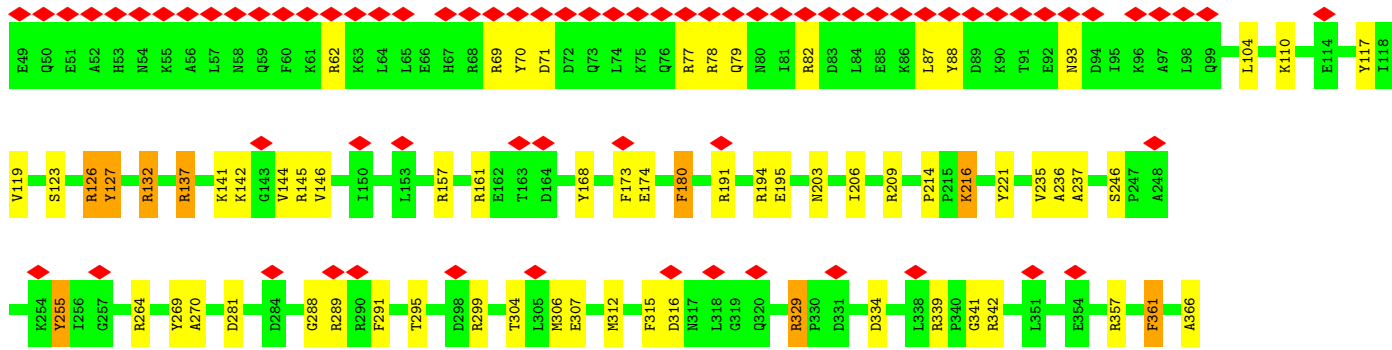 E49 Q50 E51 A52 H53 N54 K55 A56 L57 N58 Q59 F60 K61 R62 K63 L64 L65 E66 H67 R68 R69 Y70 D71 D72 Q73 L74 K75 Q76 R77 R78 Q79 N80 I81 R82 D83 L84 E85 K86 L87 Y88 D89 K90 T91 E92 N93 D94 I95 K96 A97 L98 Q99 L104 K110 E114 Y117 I118
V119 S123 R126 Y127 R132 R137 K141 K142 G143 V144 R145 V146 I150 L153 R157 R161 E162 T163 D164 Y168 F173 E174 F180 R191 R194 E195 N203 I206 R209 P214 P215 K216 Y221 V235 A236 A237 S246 P247 A248
K254 Y255 I256 G257 R264 Y269 A270 D281 D284 G288 R289 R290 F291 T295 D298 R299 T304 L305 M306 E307 M312 F315 D316 N317 L318 G319 Q320 R329 P330 D331 D334 L338 R339 P340 G341 R342 L351 E354 R357 F361 A366